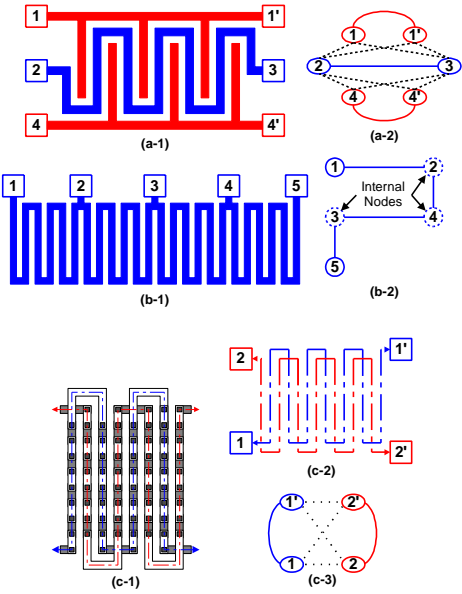 1 1'
2 3
4 4'
(a-1)
1 1'
2 3
4 4'
(a-2)
1 2 3 4 5
(b-1)
1 2
Internal
Nodes
3 4
5
(b-2)
2 1'
1 2'
(c-2)
(c-1)
1' 2'
1 2
(c-3)